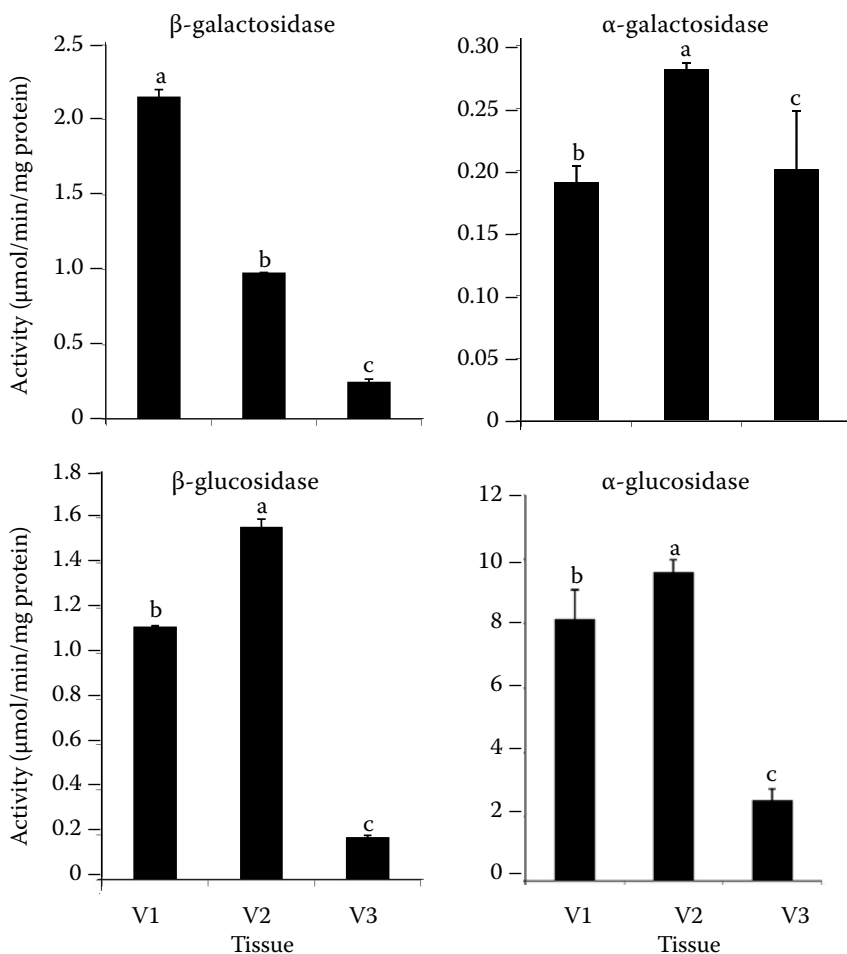 β-galactosidase
Activity (μmol/min/mg protein)
2.5
2.0
1.5
1.0
0.5
0
a
b
c
α-galactosidase
0.30
0.25
0.20
0.15
0.10
0.05
0
b
a
c
β-glucosidase
Activity (μmol/min/mg protein)
1.8
1.6
1.4
1.2
1.0
0.8
0.6
0.4
0.2
0
b
a
c
V1 V2 V3
Tissue
α-glucosidase
12
10
8
6
4
2
0
b
a
c
V1 V2 V3
Tissue